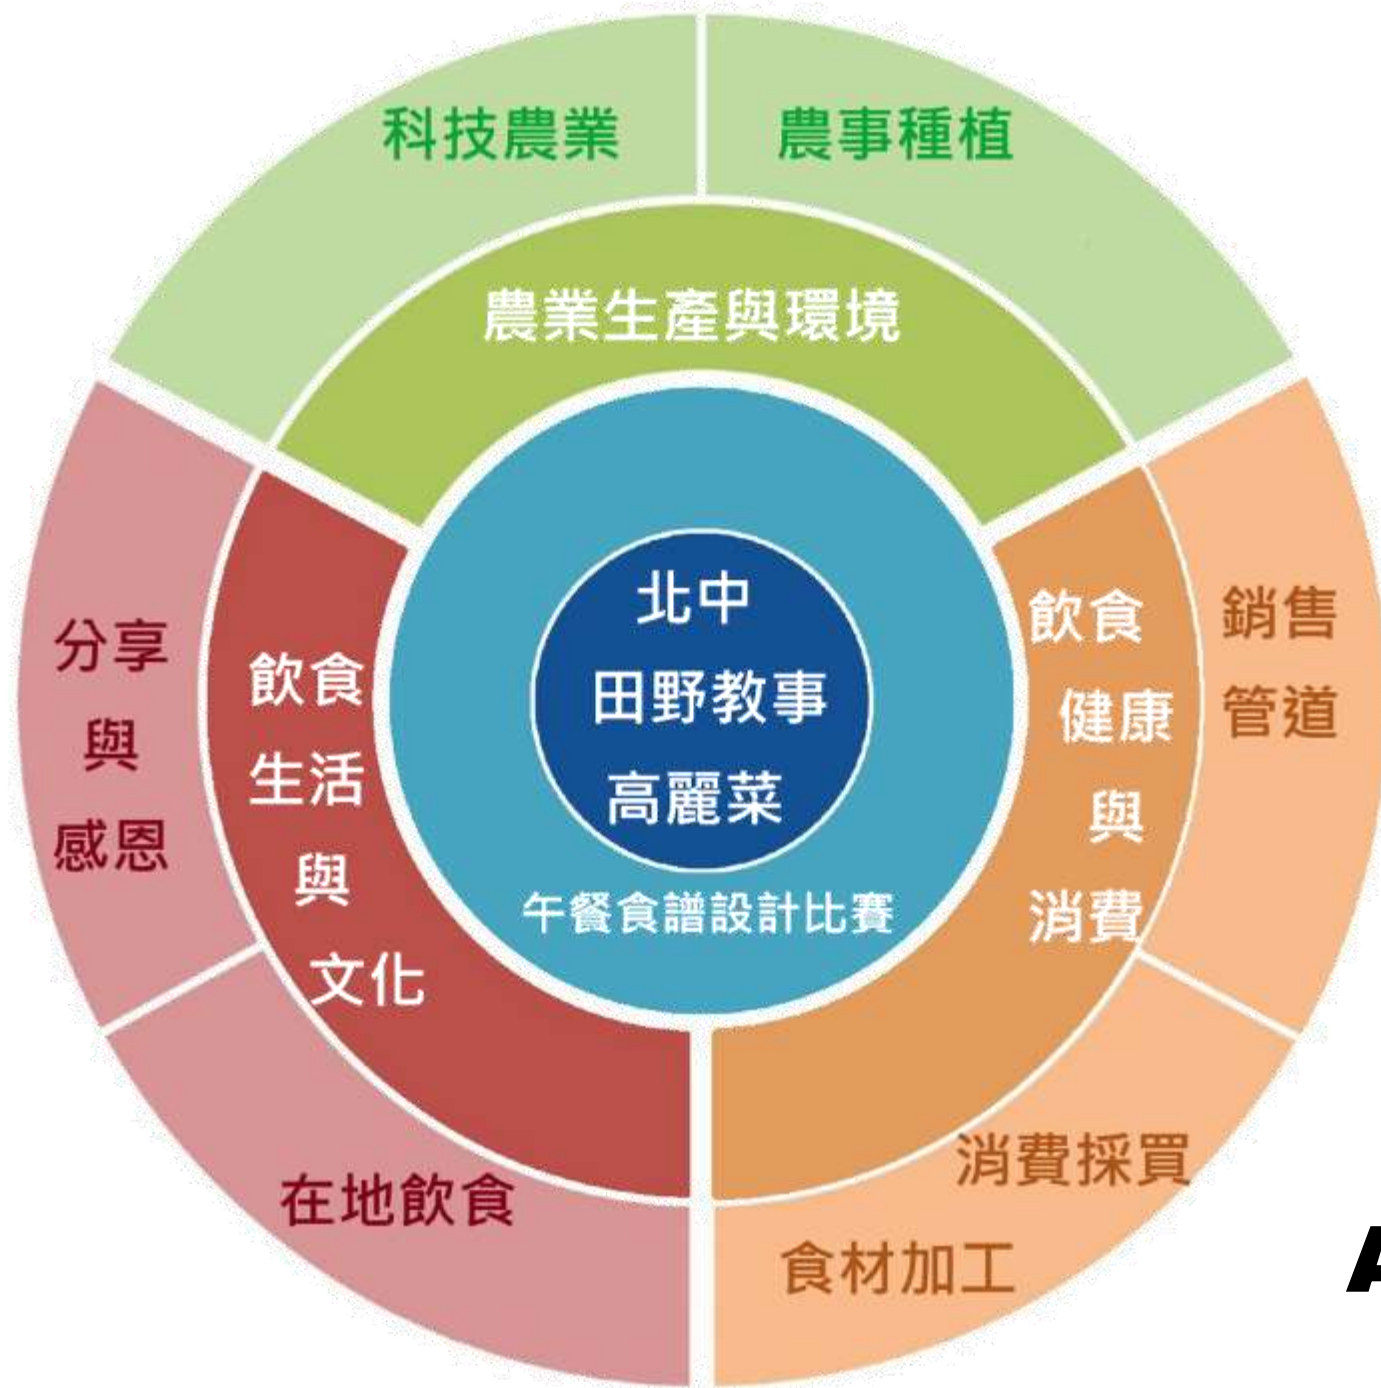 科技農業
農事種植
農業生產與環境
北中
田野教事
高麗菜
午餐食譜設計比賽
飲食
健康
與
消費
銷售
管道
消費採買
食材加工
飲食
生活
與
文化
分享
與
感恩
在地飲食